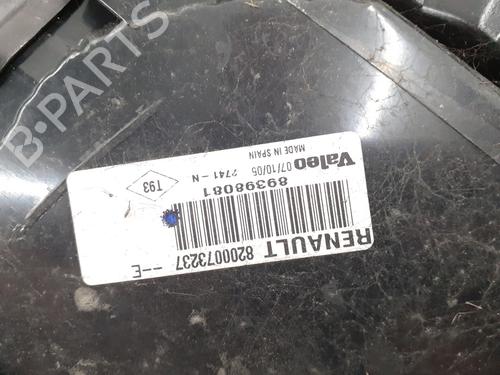 B-PARTS
Valeo
MADE IN SPAIN
07/10/05 2741-N
T93
89398081
RENAULT 8200073237 --E